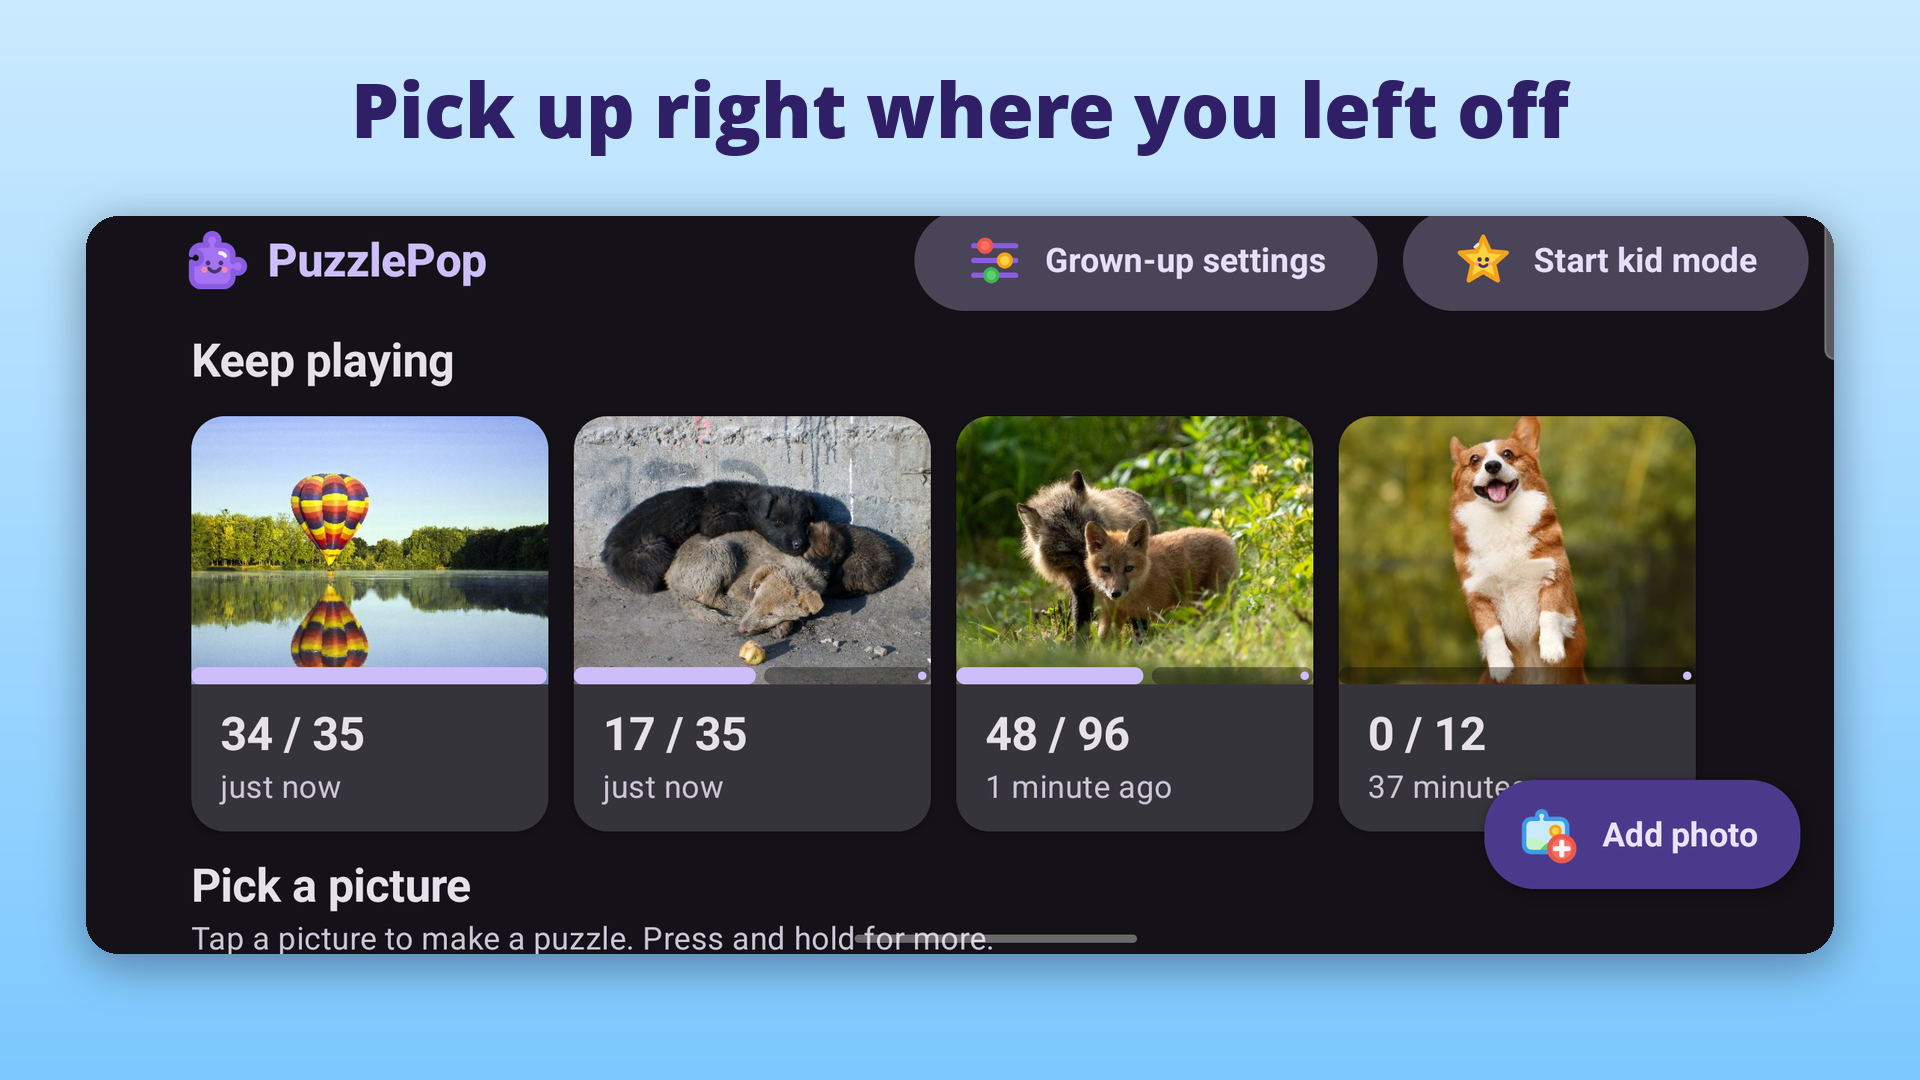 Pick up right where you left off
PuzzlePop
Grown-up settings
Start kid mode
Keep playing
34 / 35
just now
17 / 35
just now
48 / 96
1 minute ago
0 / 12
37 minutes
Add photo
Pick a picture
Tap a picture to make a puzzle. Press and hold for more.